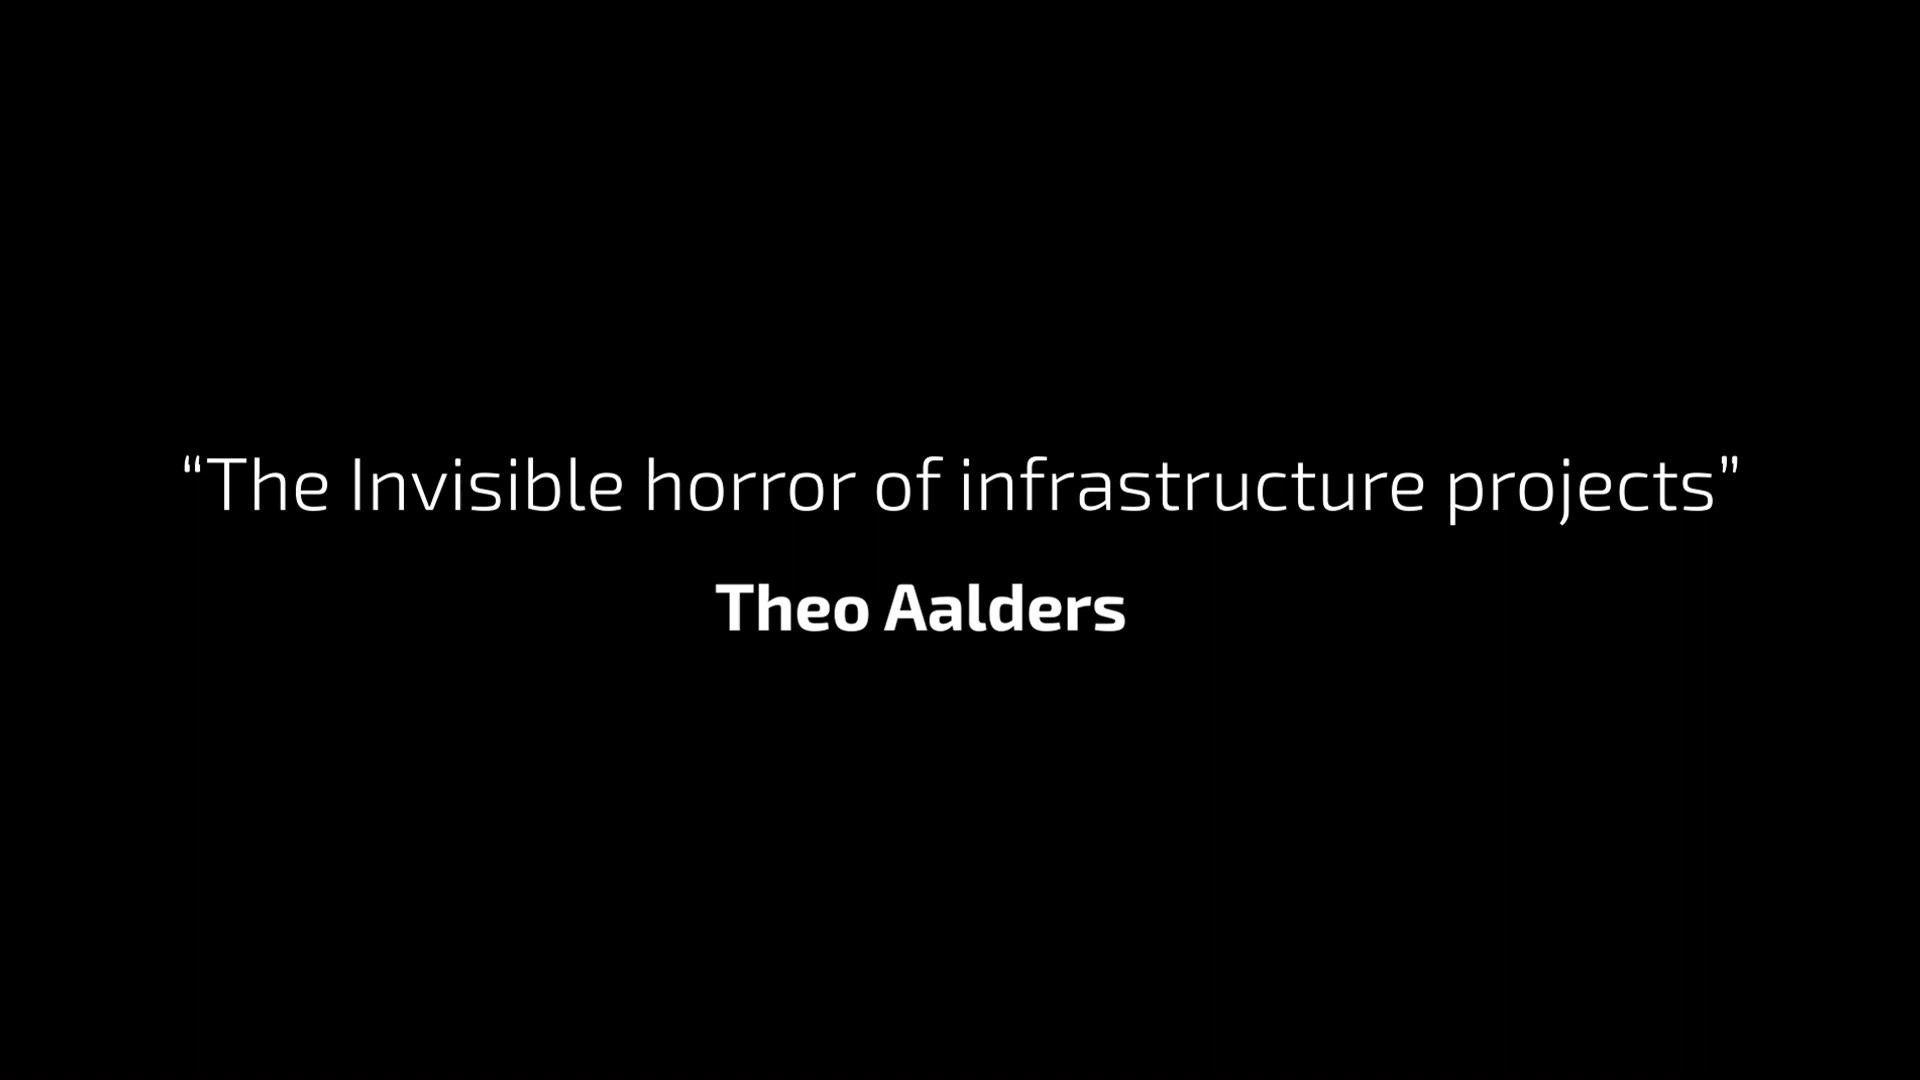 “The Invisible horror of infrastructure projects”
Theo Aalders